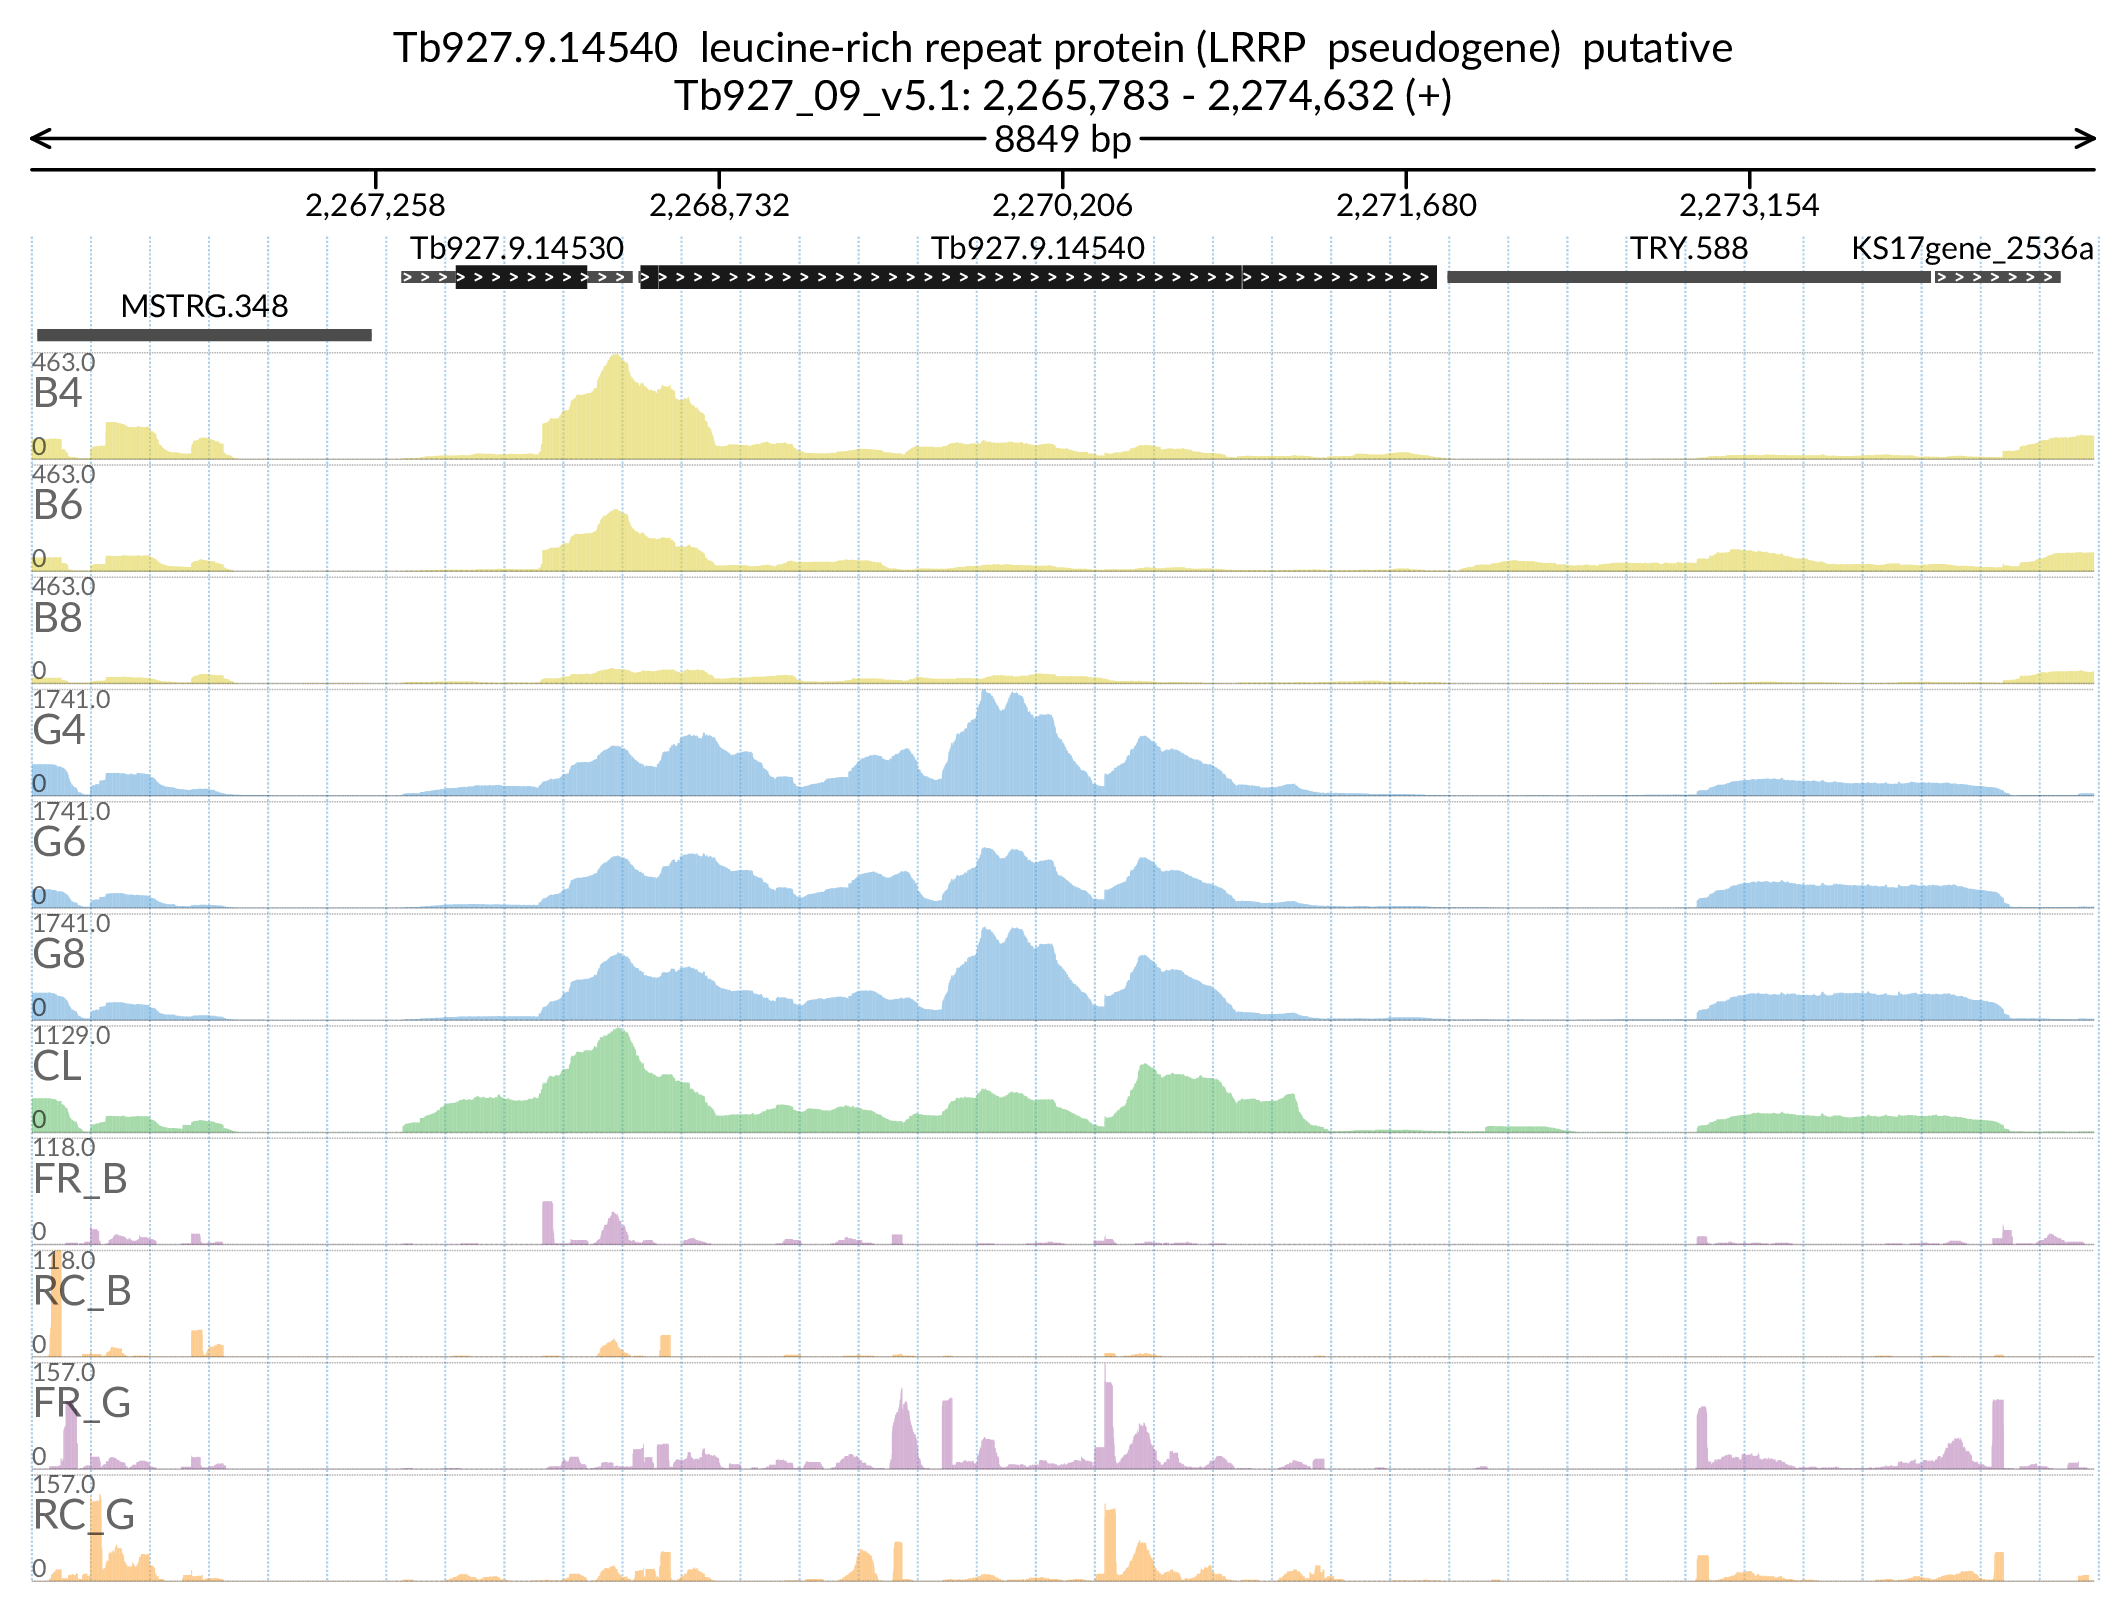 Tb927.9.14540 leucine-rich repeat protein (LRRP pseudogene) putative
Tb927_09_v5.1: 2,265,783 - 2,274,632 (+)
8849 bp
2,267,258 2,268,732 2,270,206 2,271,680 2,273,154
Tb927.9.14530 Tb927.9.14540 TRY.588 KS17gene_2536a
MSTRG.348
463.0
B4
0
463.0
B6
0
463.0
B8
0
1741.0
G4
0
1741.0
G6
0
1741.0
G8
0
1129.0
CL
0
118.0
FR_B
0
118.0
RC_B
0
157.0
FR_G
0
157.0
RC_G
0